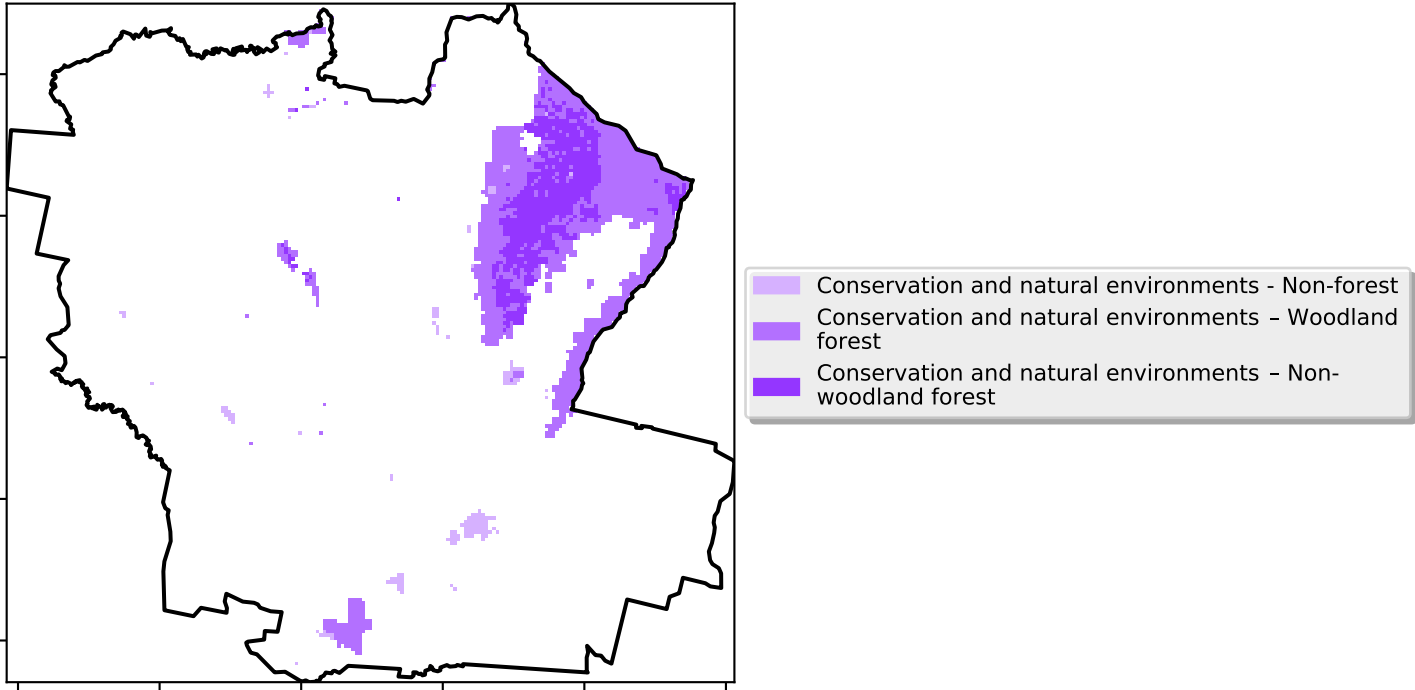 Conservation and natural environments - Non-forest
Conservation and natural environments – Woodland
forest
Conservation and natural environments – Non-
woodland forest